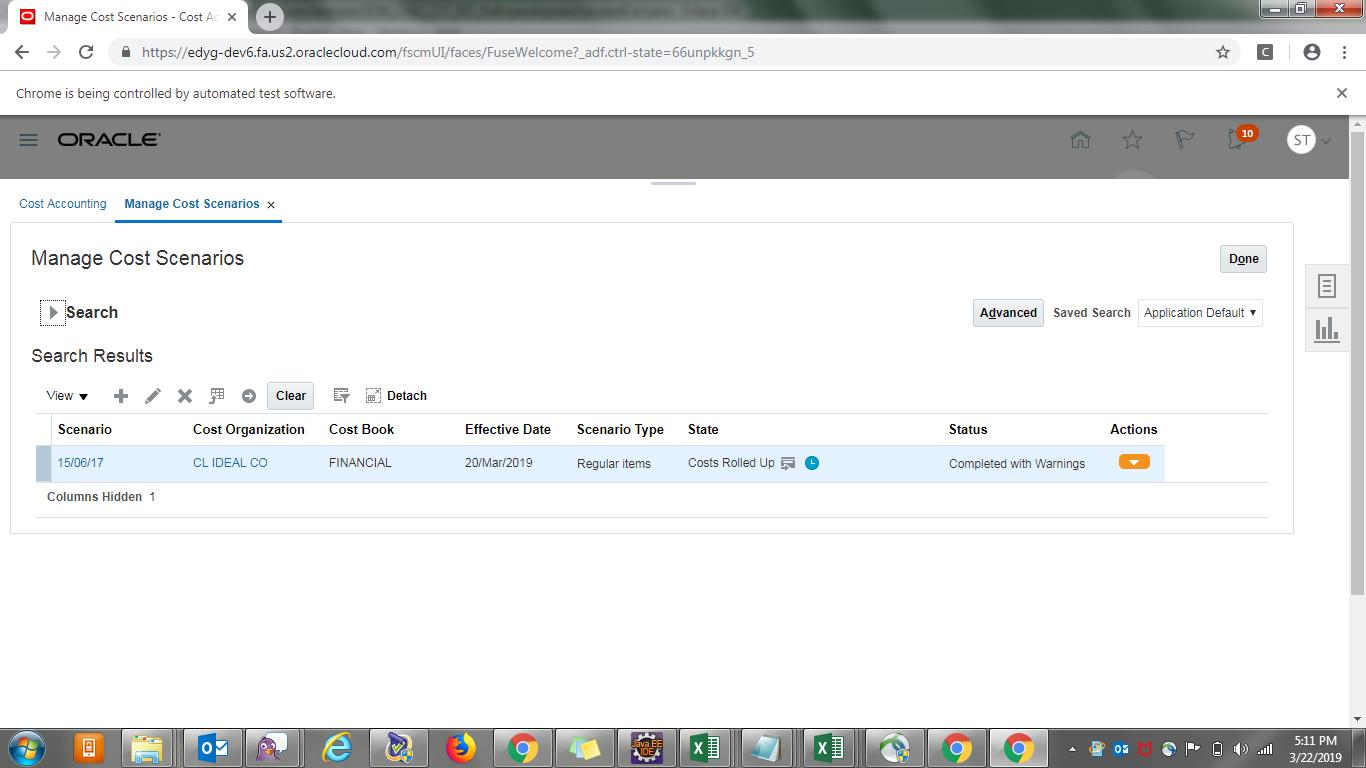 Manage Cost Scenarios - Cost Ac
https://edyg-dev6.fa.us2.oraclecloud.com/fscmUI/faces/FuseWelcome?_adf.ctrl-state=66unpkkgn_5
C
Chrome is being controlled by automated test software.
ORACLE
10
ST
Cost Accounting
Manage Cost Scenarios
Manage Cost Scenarios
Done
Search
Advanced
Saved Search
Application Default
Search Results
View
Clear
Detach
Scenario Cost Organization Cost Book Effective Date Scenario Type State Status Actions
15/06/17 CL IDEAL CO FINANCIAL 20/Mar/2019 Regular items Costs Rolled Up Completed with Warnings
Columns Hidden 1
Java EE
IDE
5:11 PM
3/22/2019